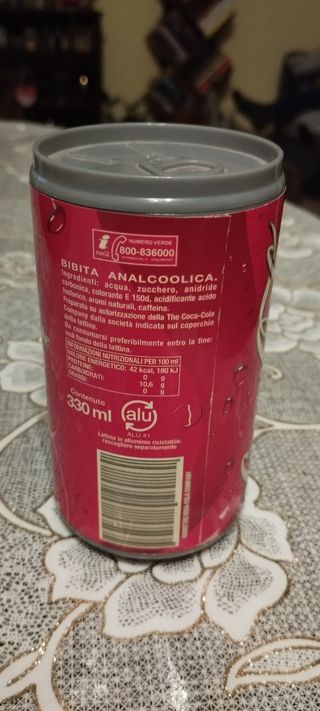 NUMERO VERDE
800-836000
BIBITA ANALCOOLICA.
Ingredienti: acqua, zucchero, anidride
carbonica, colorante E 150d, acidificante acido
fosforico, aromi naturali, caffeina.
Preparata su autorizzazione della The Coca-Cola
Company dalla società indicata sul coperchio
della lattina.
Da consumarsi preferibilmente entro la fine:
vedi fondo della lattina.
INFORMAZIONI NUTRIZIONALI PER 100 ml
VALORE ENERGETICO: 42 kcal, 180 kJ
PROTEINE: 0 g
CARBOIDRATI: 10,6 g
GRASSI: 0 g
Contenuto
330 ml
alu
ALU 41
Lattina in alluminio riciclabile,
raccogliere separatamente